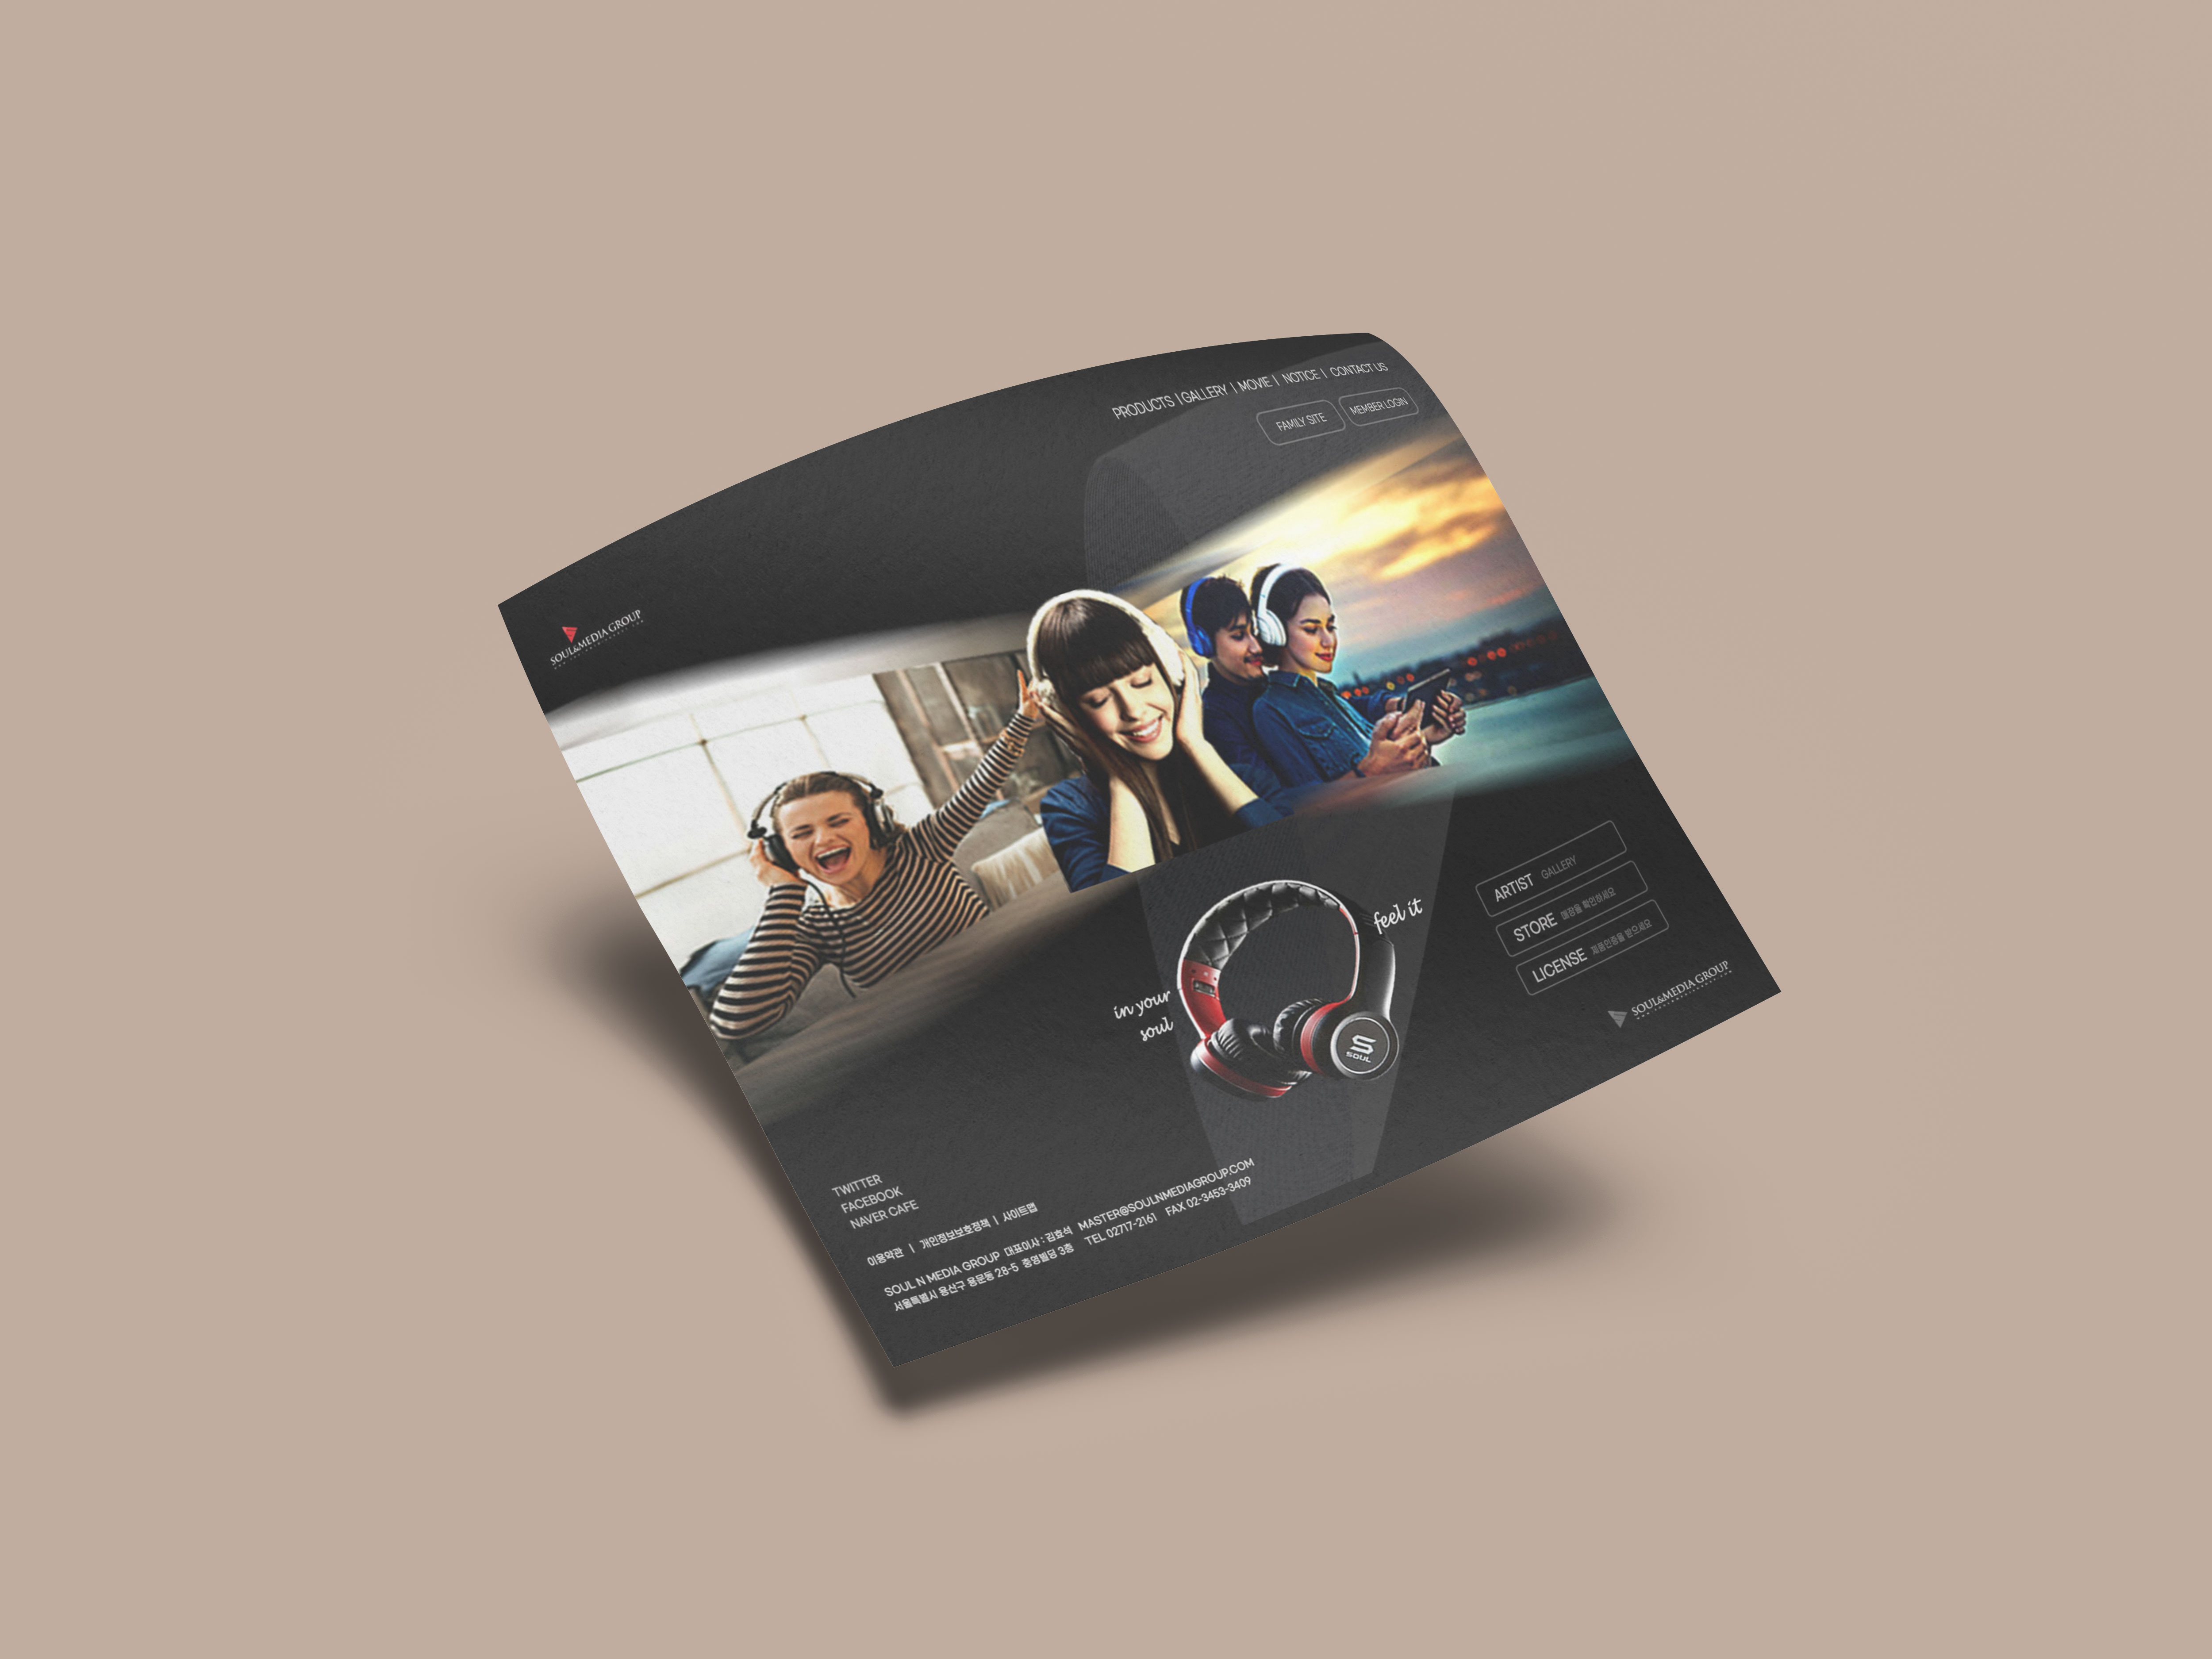 PRODUCTS | GALLERY | MOVIE | NOTICE | CONTACT US
FAMILY SITE
MEMBER LOGIN
SOUL&MEDIA GROUP
feel it
in your
soul
SOUL
ARTIST GALLERY
STORE 매장을 확인하세요
LICENSE 제품인증을 받으세요
SOUL&MEDIA GROUP
TWITTER
FACEBOOK
NAVER CAFE
이용약관 | 개인정보보호정책 | 사이트맵
SOUL N MEDIA GROUP 대표이사 : 김효석 MASTER@SOULNMEDIAGROUP.COM
서울특별시 용산구 용문동 28-5 충영빌딩 3층 TEL 02717-2161 FAX 02-3453-3409